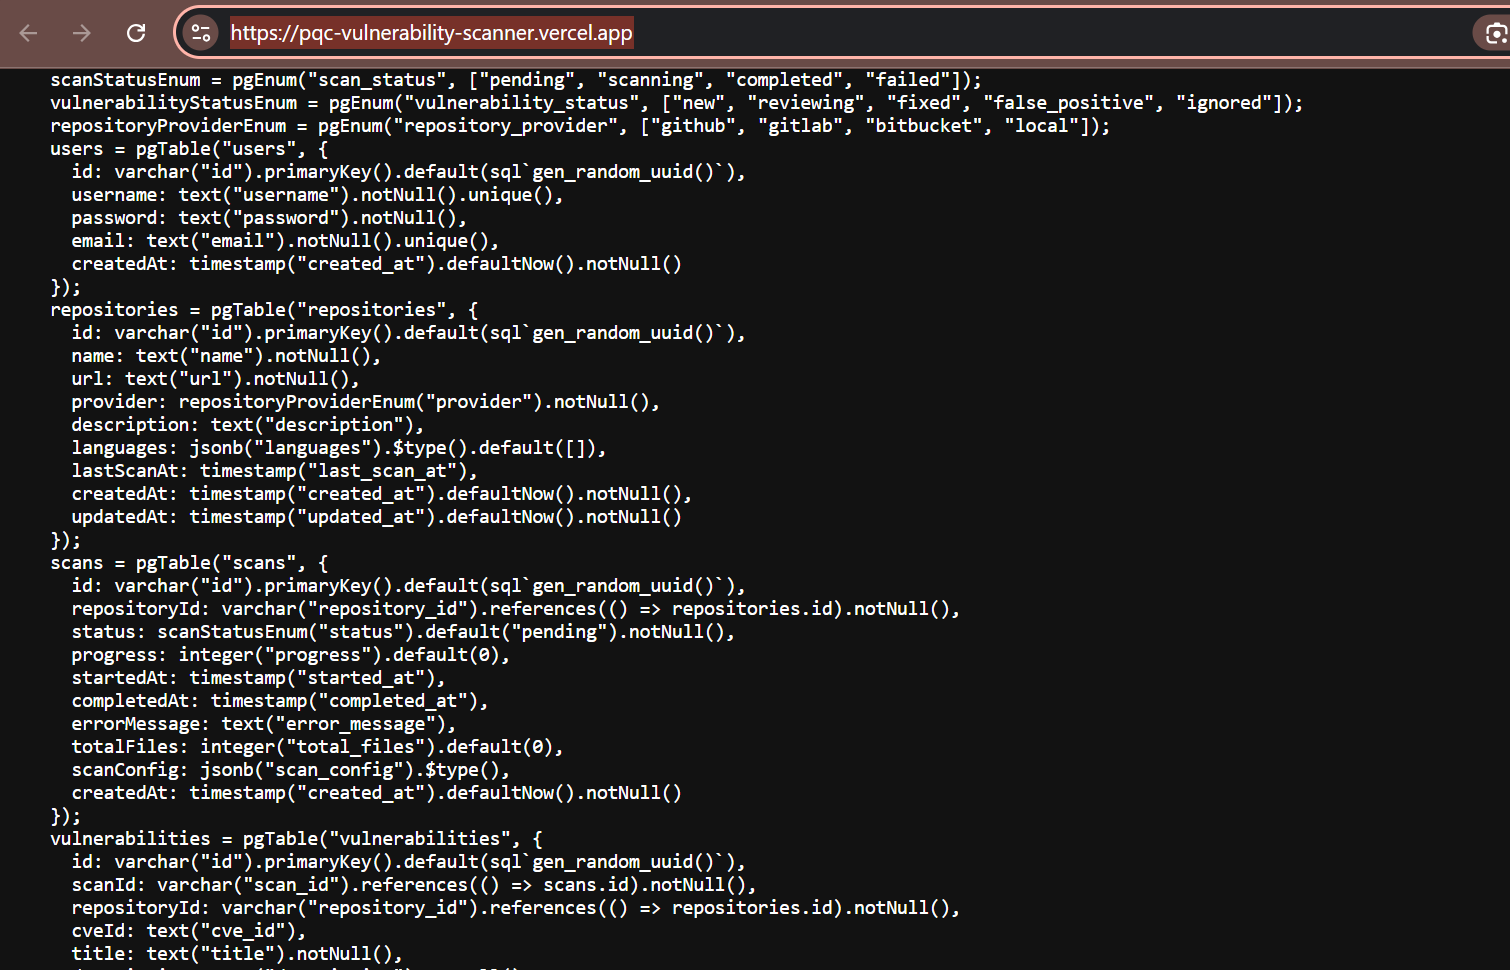 https://pqc-vulnerability-scanner.vercel.app
scanStatusEnum = pgEnum("scan_status", ["pending", "scanning", "completed", "failed"]);
vulnerabilityStatusEnum = pgEnum("vulnerability_status", ["new", "reviewing", "fixed", "false_positive", "ignored"]);
repositoryProviderEnum = pgEnum("repository_provider", ["github", "gitlab", "bitbucket", "local"]);
users = pgTable("users", {
  id: varchar("id").primaryKey().default(sql`gen_random_uuid()`),
  username: text("username").notNull().unique(),
  password: text("password").notNull(),
  email: text("email").notNull().unique(),
  createdAt: timestamp("created_at").defaultNow().notNull()
});
repositories = pgTable("repositories", {
  id: varchar("id").primaryKey().default(sql`gen_random_uuid()`),
  name: text("name").notNull(),
  url: text("url").notNull(),
  provider: repositoryProviderEnum("provider").notNull(),
  description: text("description"),
  languages: jsonb("languages").$type().default([]),
  lastScanAt: timestamp("last_scan_at"),
  createdAt: timestamp("created_at").defaultNow().notNull(),
  updatedAt: timestamp("updated_at").defaultNow().notNull()
});
scans = pgTable("scans", {
  id: varchar("id").primaryKey().default(sql`gen_random_uuid()`),
  repositoryId: varchar("repository_id").references(() => repositories.id).notNull(),
  status: scanStatusEnum("status").default("pending").notNull(),
  progress: integer("progress").default(0),
  startedAt: timestamp("started_at"),
  completedAt: timestamp("completed_at"),
  errorMessage: text("error_message"),
  totalFiles: integer("total_files").default(0),
  scanConfig: jsonb("scan_config").$type(),
  createdAt: timestamp("created_at").defaultNow().notNull()
});
vulnerabilities = pgTable("vulnerabilities", {
  id: varchar("id").primaryKey().default(sql`gen_random_uuid()`),
  scanId: varchar("scan_id").references(() => scans.id).notNull(),
  repositoryId: varchar("repository_id").references(() => repositories.id).notNull(),
  cveId: text("cve_id"),
  title: text("title").notNull(),